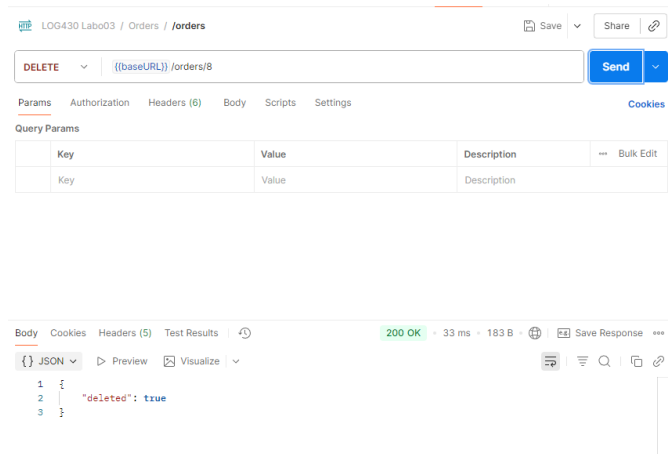 HTTP LOG430 Labo03 / Orders / /orders Save Share
DELETE {{baseURL}} /orders/8 Send
Params Authorization Headers (6) Body Scripts Settings Cookies
Query Params
Key Value Description ••• Bulk Edit
Key Value Description
Body Cookies Headers (5) Test Results 200 OK • 33 ms • 183 B • e.g. Save Response •••
{} JSON Preview Visualize
1 {
2 "deleted": true
3 }